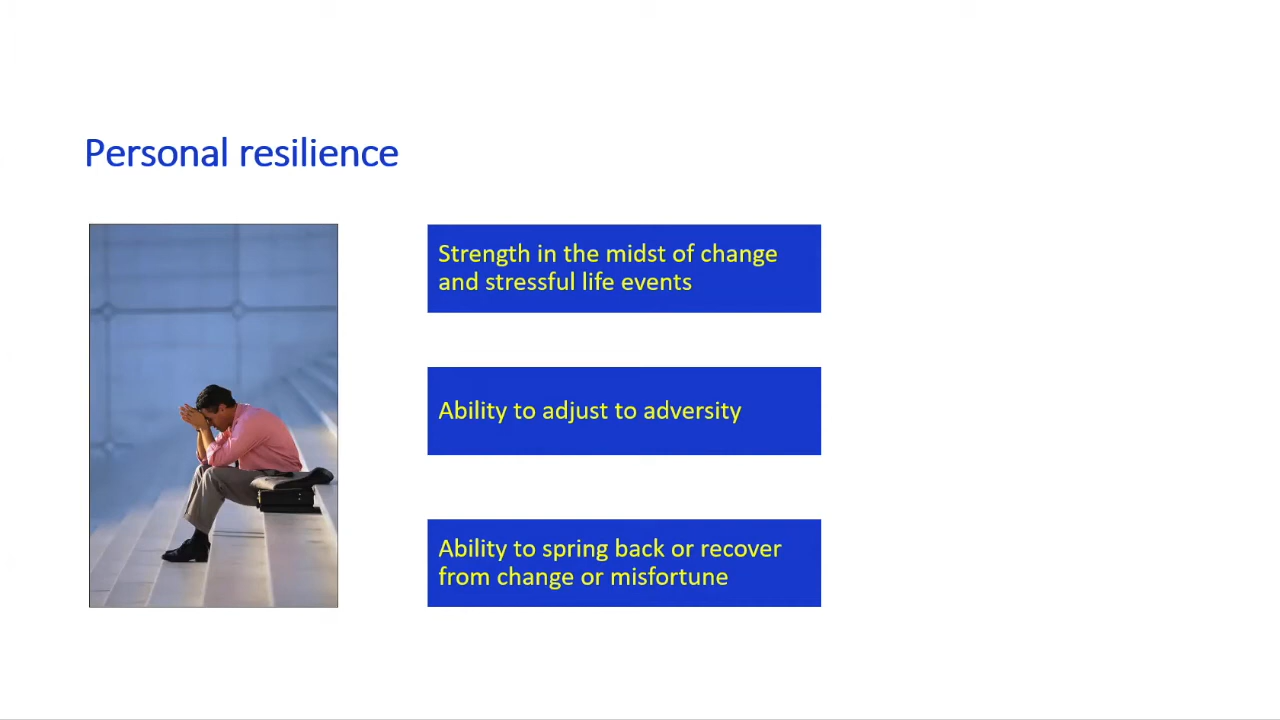 Personal resilience
Strength in the midst of change
and stressful life events
Ability to adjust to adversity
Ability to spring back or recover
from change or misfortune